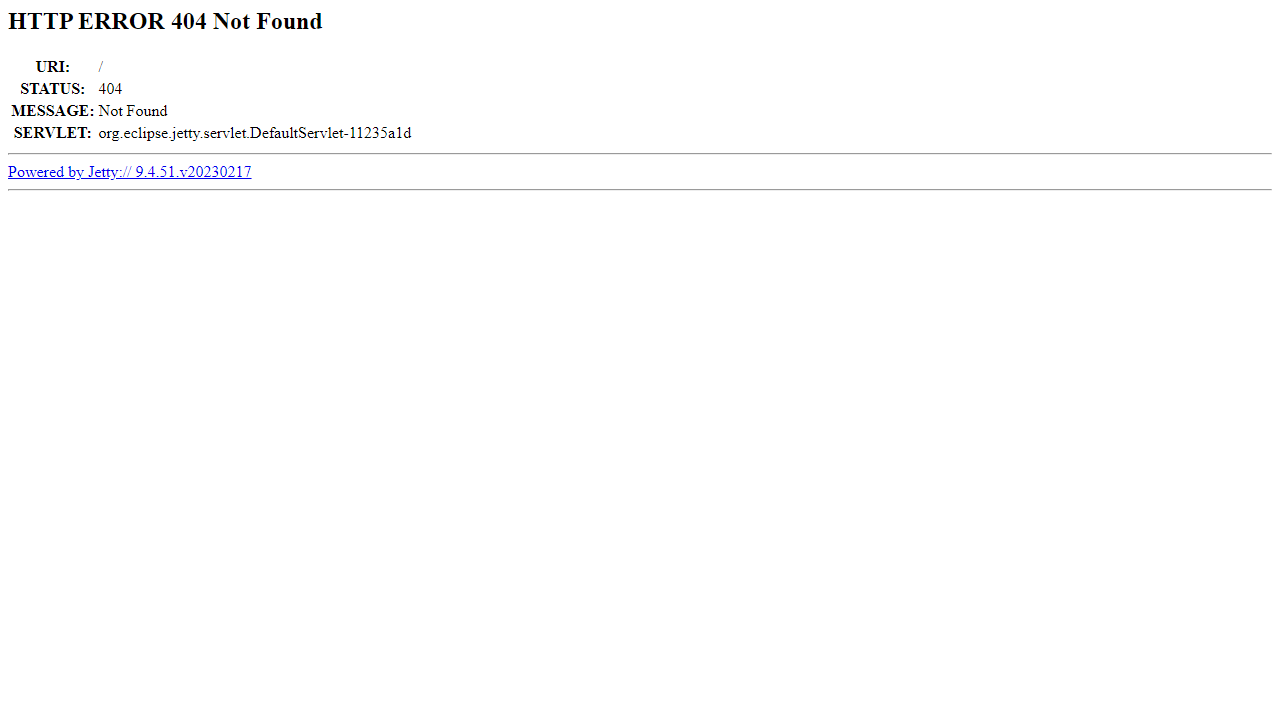 HTTP ERROR 404 Not Found
URI: /
STATUS: 404
MESSAGE: Not Found
SERVLET: org.eclipse.jetty.servlet.DefaultServlet-11235a1d
Powered by Jetty:// 9.4.51.v20230217